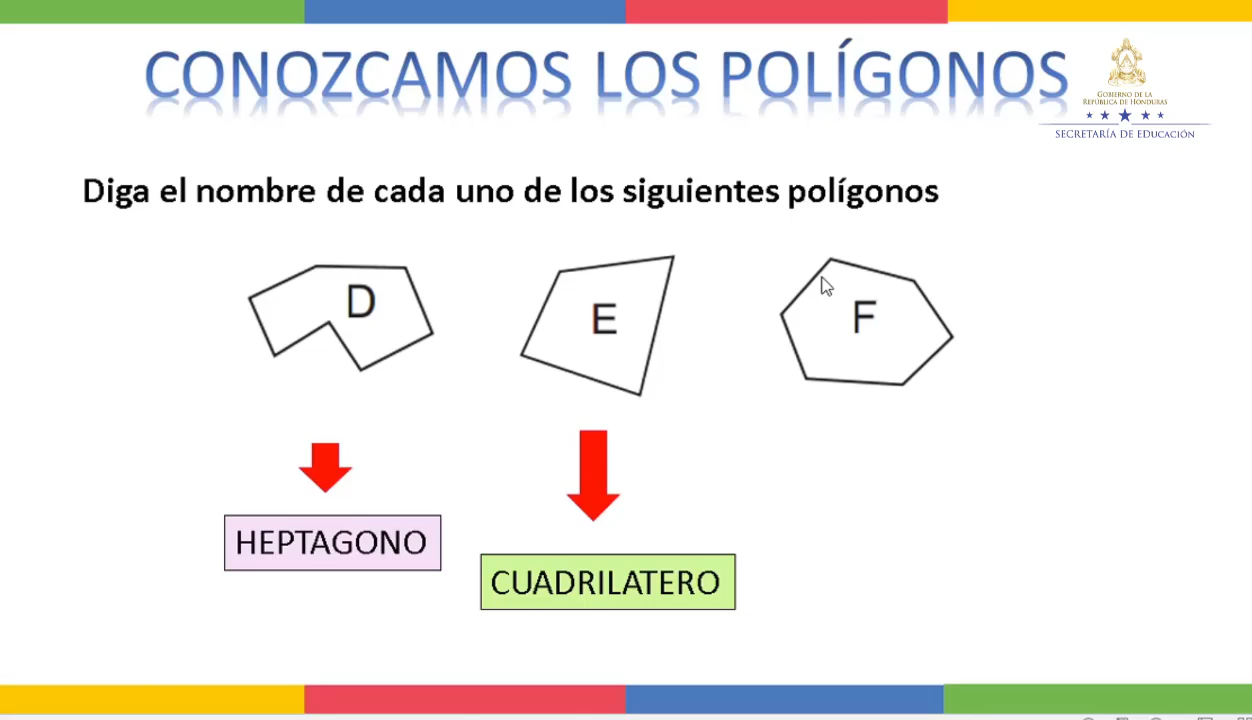 CONOZCAMOS LOS POLÍGONOS
GOBIERNO DE LA
REPÚBLICA DE HONDURAS
SECRETARÍA DE EDUCACIÓN
Diga el nombre de cada uno de los siguientes polígonos
D
E
F
HEPTAGONO
CUADRILATERO